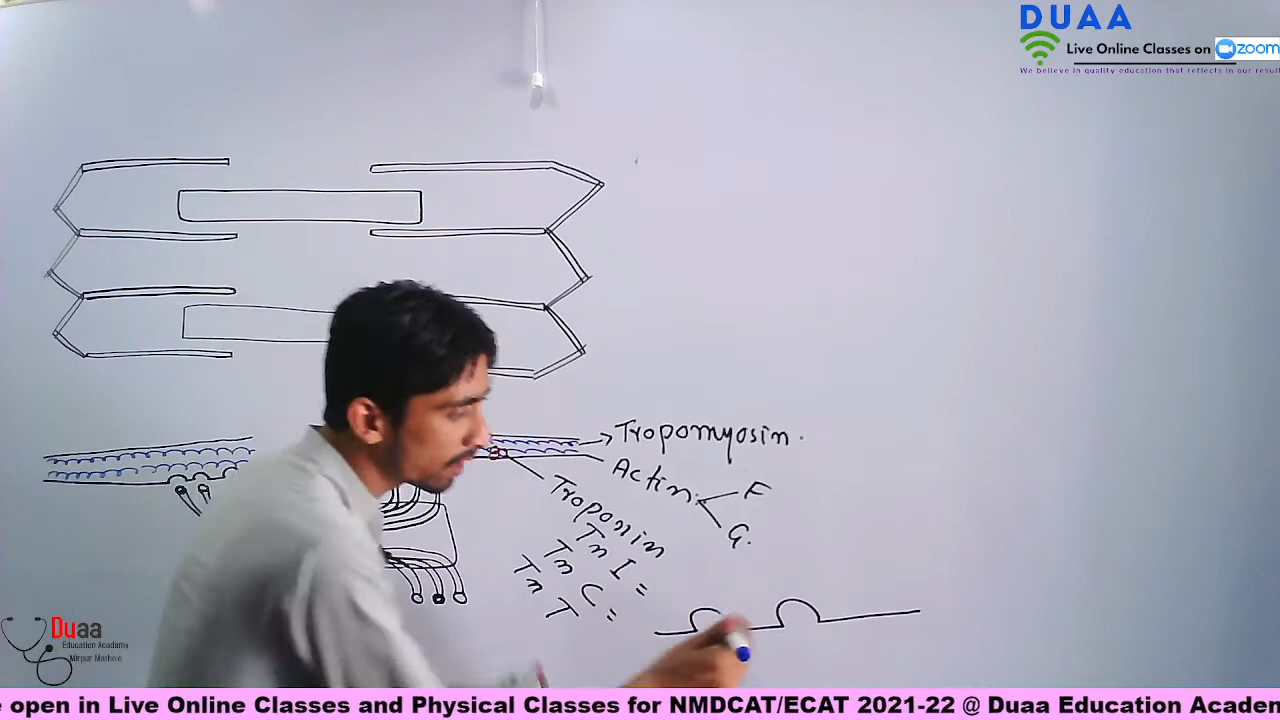 DUAA
Live Online Classes on zoom
We believe in quality education that reflects in our result
Tropomyosin.
Actin
F
G.
Troponin
Tn I =
Tn C =
Tn T
Duaa
Education Academy
Mirpur Mathelo
e open in Live Online Classes and Physical Classes for NMDCAT/ECAT 2021-22 @ Duaa Education Academ